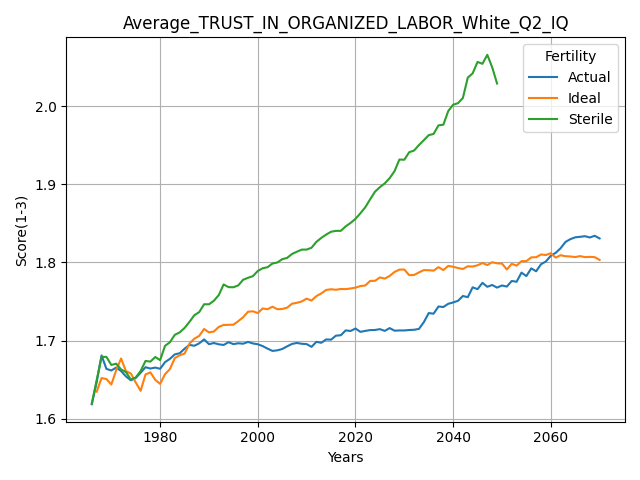 Average_TRUST_IN_ORGANIZED_LABOR_White_Q2_IQ
Fertility
Actual
Ideal
Sterile
Score(1-3)
2.0
1.9
1.8
1.7
1.6
1980 2000 2020 2040 2060
Years